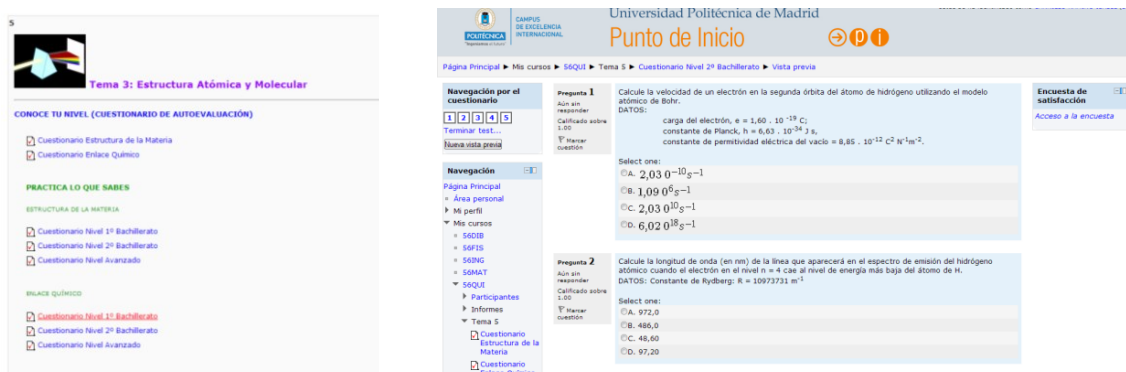 5
Tema 3: Estructura Atómica y Molecular
CONOCE TU NIVEL (CUESTIONARIO DE AUTOEVALUACIÓN)
Cuestionario Estructura de la Materia
Cuestionario Enlace Químico
PRACTICA LO QUE SABES
ESTRUCTURA DE LA MATERIA
Cuestionario Nivel 1º Bachillerato
Cuestionario Nivel 2º Bachillerato
Cuestionario Nivel Avanzado
ENLACE QUÍMICO
Cuestionario Nivel 1º Bachillerato
Cuestionario Nivel 2º Bachillerato
Cuestionario Nivel Avanzado
POLITÉCNICA
CAMPUS
DE EXCELENCIA
INTERNACIONAL
Universidad Politécnica de Madrid
Punto de Inicio
Página Principal ► Mis cursos ► S6QUI ► Tema 5 ► Cuestionario Nivel 2º Bachillerato ► Vista previa
Navegación por el
cuestionario
1 2 3 4 5
Terminar test...
Nueva vista previa
Navegación
Página Principal
Área personal
Mi perfil
Mis cursos
S6DIB
S6FIS
S6ING
S6MAT
S6QUI
Participantes
Informes
Tema 5
Cuestionario
Estructura de la
Materia
Cuestionario
Pregunta 1
Aún sin
responder
Calificado sobre
1.00
Marcar
cuestión
Calcule la velocidad de un electrón en la segunda órbita del átomo de hidrógeno utilizando el modelo
atómico de Bohr.
DATOS:
carga del electrón, e = 1,60 . 10 -19 C;
constante de Planck, h = 6,63 . 10-34 J s,
constante de permitividad eléctrica del vacío = 8,85 . 10-12 C2 N-1m-2.
Select one:
A. 2,03 0−10s−1
B. 1,09 06s−1
C. 2,03 010s−1
D. 6,02 018s−1
Pregunta 2
Aún sin
responder
Calificado sobre
1.00
Marcar
cuestión
Calcule la longitud de onda (en nm) de la línea que aparecerá en el espectro de emisión del hidrógeno
atómico cuando el electrón en el nivel n = 4 cae al nivel de energía más baja del átomo de H.
DATOS: Constante de Rydberg: R = 10973731 m-1
Select one:
A. 972,0
B. 486,0
C. 48,60
D. 97,20
Encuesta de
satisfacción
Acceso a la encuesta